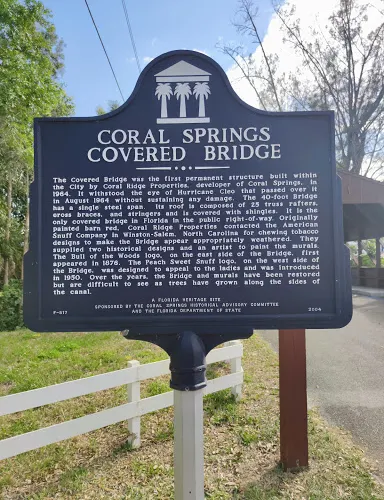 CORAL SPRINGS
COVERED BRIDGE
The Covered Bridge was the first permanent structure built within
the City by Coral Ridge Properties, developer of Coral Springs, in
1964. It withstood the eye of Hurricane Cleo that passed over it
in August 1964 without sustaining any damage. The 40-foot Bridge
has a single steel span. Its roof is composed of 25 truss rafters,
cross braces, and stringers and is covered with shingles. It is the
only covered bridge in Florida in the public right-of-way. Originally
painted barn red, Coral Ridge Properties contacted the American
Snuff Company in Winston-Salem, North Carolina for chewing tobacco
designs to make the Bridge appear appropriately weathered. They
supplied two historical designs and an artist to paint the murals.
The Bull of the Woods logo, on the east side of the Bridge, first
appeared in 1876. The Peach Sweet Snuff logo, on the west side of
the Bridge, was designed to appeal to the ladies and was introduced
in 1950. Over the years, the Bridge and murals have been restored
but are difficult to see as trees have grown along the sides of
the canal.
A FLORIDA HERITAGE SITE
SPONSORED BY THE CORAL SPRINGS HISTORICAL ADVISORY COMMITTEE
AND THE FLORIDA DEPARTMENT OF STATE
F-517 2004